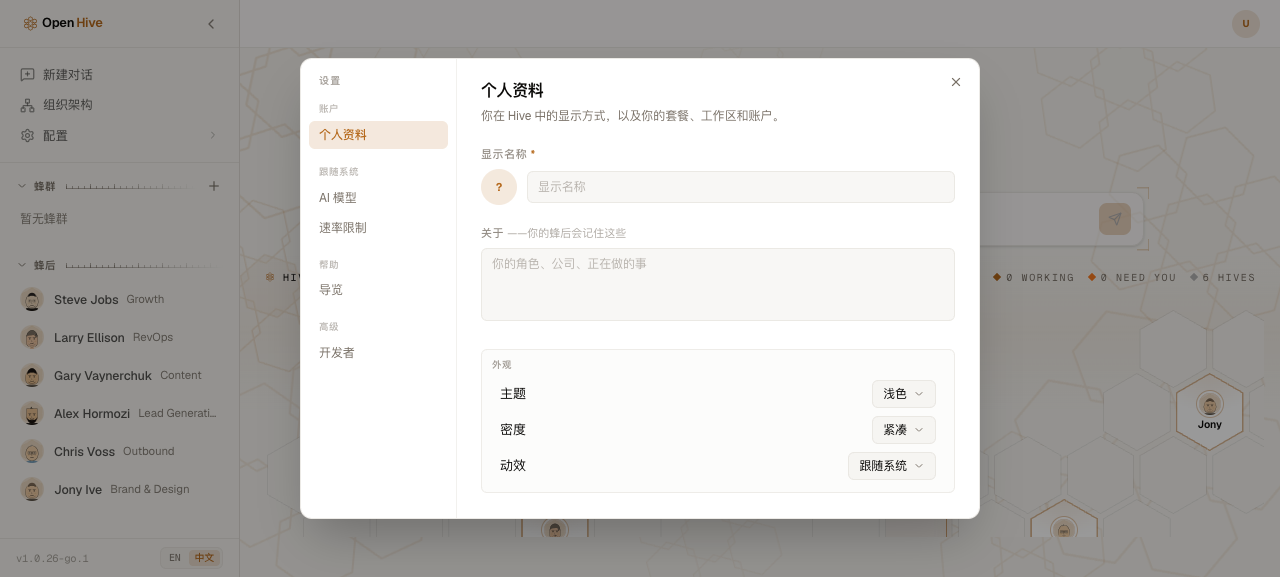 Open Hive
U
新建对话
组织架构
配置
蜂群
暂无蜂群
蜂后
Steve Jobs Growth
Larry Ellison RevOps
Gary Vaynerchuk Content
Alex Hormozi Lead Generati...
Chris Voss Outbound
Jony Ive Brand & Design
v1.0.26-go.1
EN 中文
设置
账户
个人资料
跟随系统
AI 模型
速率限制
帮助
导览
高级
开发者
个人资料
你在 Hive 中的显示方式，以及你的套餐、工作区和账户。
显示名称 *
?
显示名称
关于 ——你的蜂后会记住这些
你的角色、公司、正在做的事
外观
主题 浅色
密度 紧凑
动效 跟随系统
0 WORKING 0 NEED YOU 6 HIVES
Jony